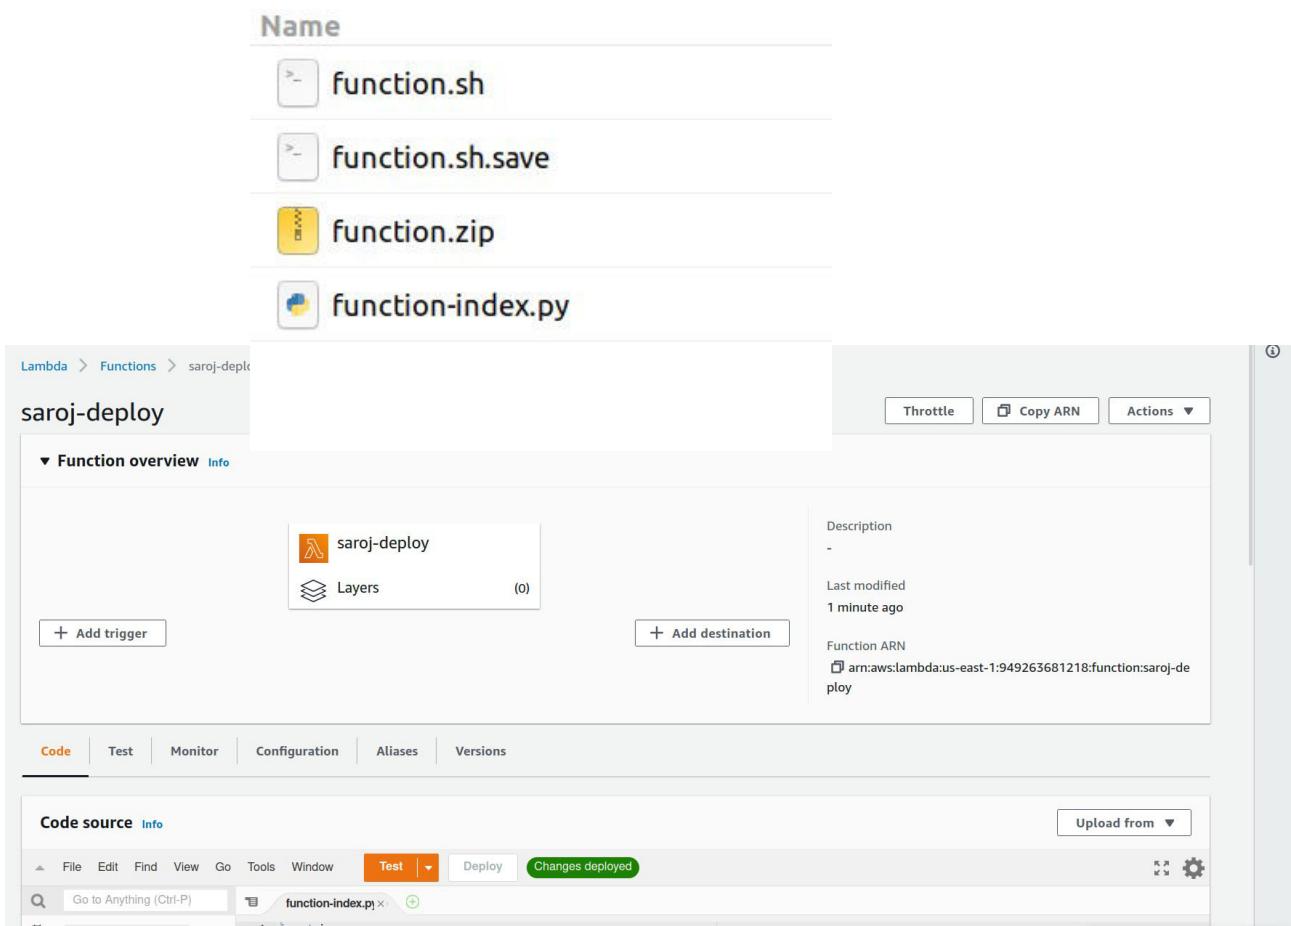 Name
function.sh
function.sh.save
function.zip
function-index.py
Lambda Functions
saroj-deploy
Throttle Copy ARN Actions
Function overview Info
saroj-deploy
Layers (0)
Add trigger
Add destination
Description
-
Last modified
1 minute ago
Function ARN
arn:aws:lambda:us-east-1:949263681218:function:saroj-de
ploy
Code Test Monitor Configuration Aliases Versions
Code source Info
Upload from
File Edit Find View Go Tools Window Test Deploy Changes deployed
Go to Anything (Ctrl-P)
function-index.py